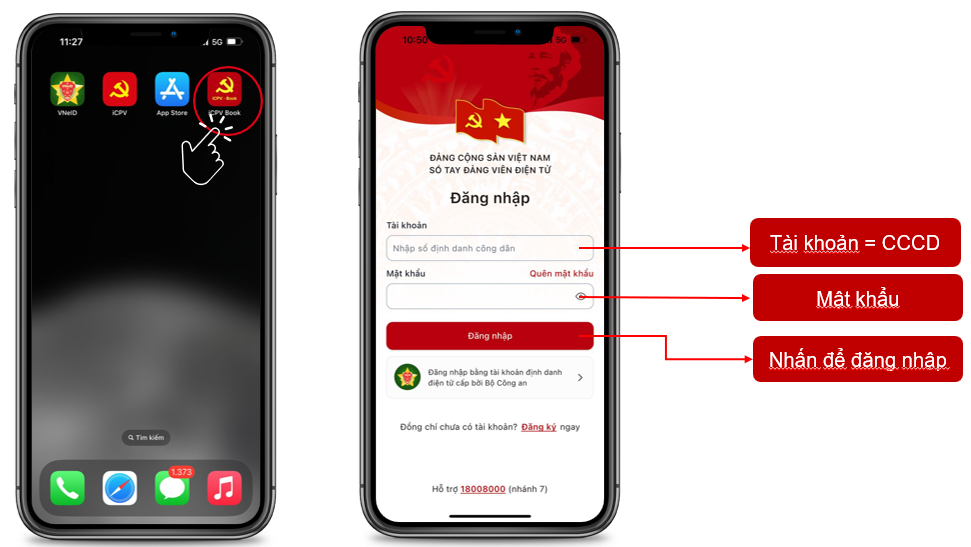 11:27
5G
VNeID
iCPV
App Store
iCPV - Book
iCPV Book
Tìm kiếm
1.373
10:50
5G
ĐẢNG CỘNG SẢN VIỆT NAM
SỔ TAY ĐẢNG VIÊN ĐIỆN TỬ
Đăng nhập
Tài khoản
Nhập số định danh công dân
Mật khẩu
Quên mật khẩu
Đăng nhập
Đăng nhập bằng tài khoản định danh
điện tử cấp bởi Bộ Công an
Đồng chí chưa có tài khoản? Đăng ký ngay
Hỗ trợ 18008000 (nhánh 7)
Tài khoản = CCCD
Mật khẩu
Nhấn để đăng nhập